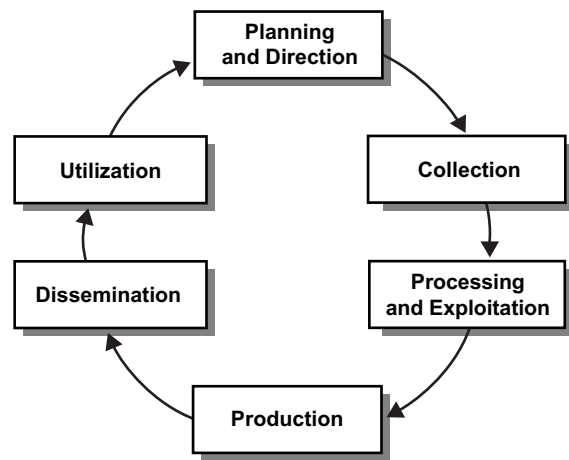 Planning
and Direction
Collection
Processing
and Exploitation
Production
Dissemination
Utilization